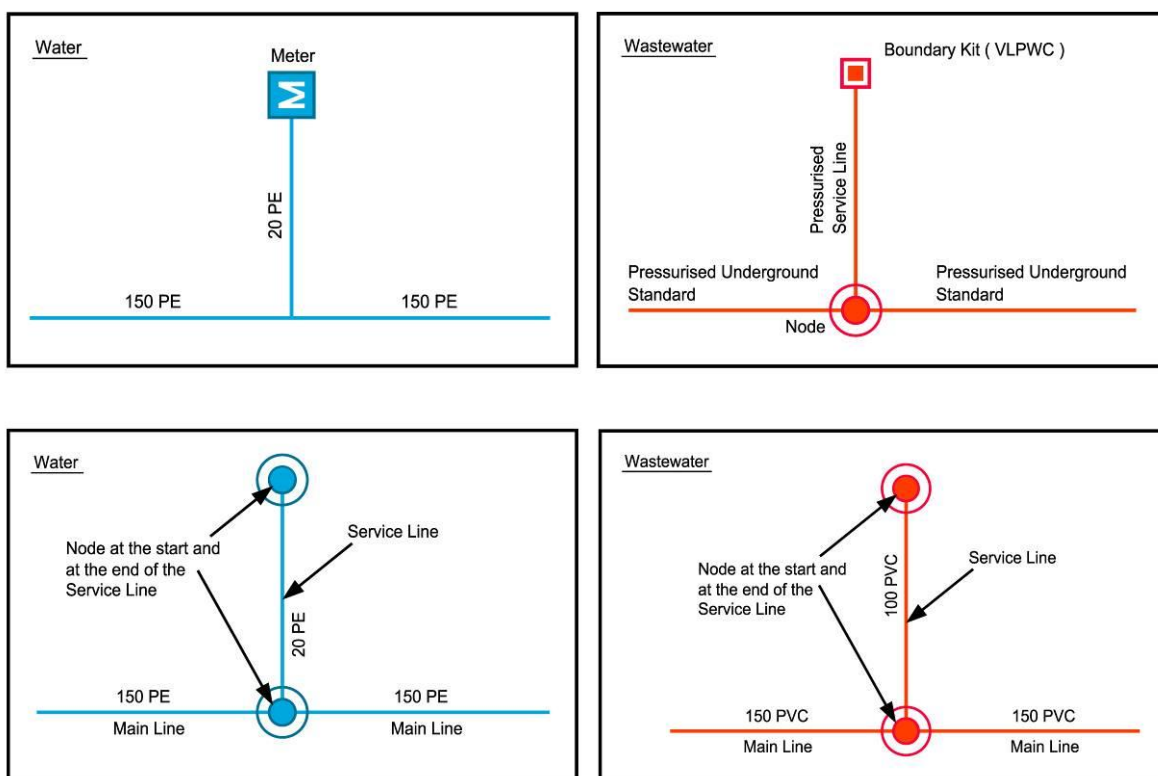 Water
Meter
M
20 PE
150 PE
150 PE
Wastewater
Boundary Kit ( VLPWC )
Pressurised
Service Line
Pressurised Underground
Standard
Pressurised Underground
Standard
Node
Water
Node at the start and
at the end of the
Service Line
Service Line
20 PE
150 PE
150 PE
Main Line
Main Line
Wastewater
Node at the start and
at the end of the
Service Line
100 PVC
Service Line
150 PVC
150 PVC
Main Line
Main Line